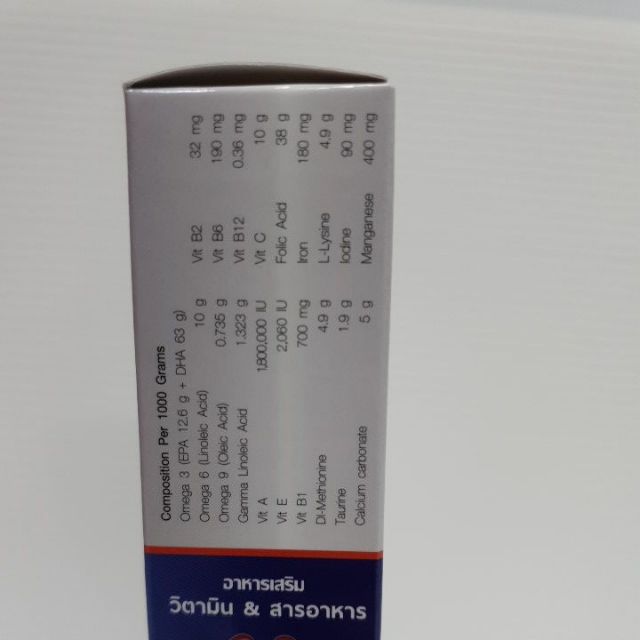 Composition Per 1000 Grams
Omega 3 (EPA 12.6 g + DHA 63 g)
Omega 6 (Linoleic Acid) 10 g Vit B2 32 mg
Omega 9 (Oleic Acid) 0.735 g Vit B6 190 mg
Gamma Linoleic Acid 1.323 g Vit B12 0.36 mg
Vit A 1,800,000 IU Vit C 10 g
Vit E 2,060 IU Folic Acid 38 g
Vit B1 700 mg Iron 180 mg
Dl-Methionine 4.9 g L-Lysine 4.9 g
Taurine 1.9 g Iodine 90 mg
Calcium carbonate 5 g Manganese 400 mg
อาหารเสริม
วิตามิน & สารอาหาร